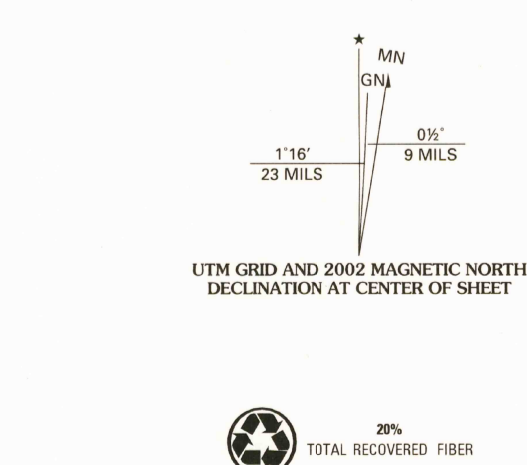 ★
MN
GN
0½°
9 MILS
1°16′
23 MILS
UTM GRID AND 2002 MAGNETIC NORTH
DECLINATION AT CENTER OF SHEET
20%
TOTAL RECOVERED FIBER